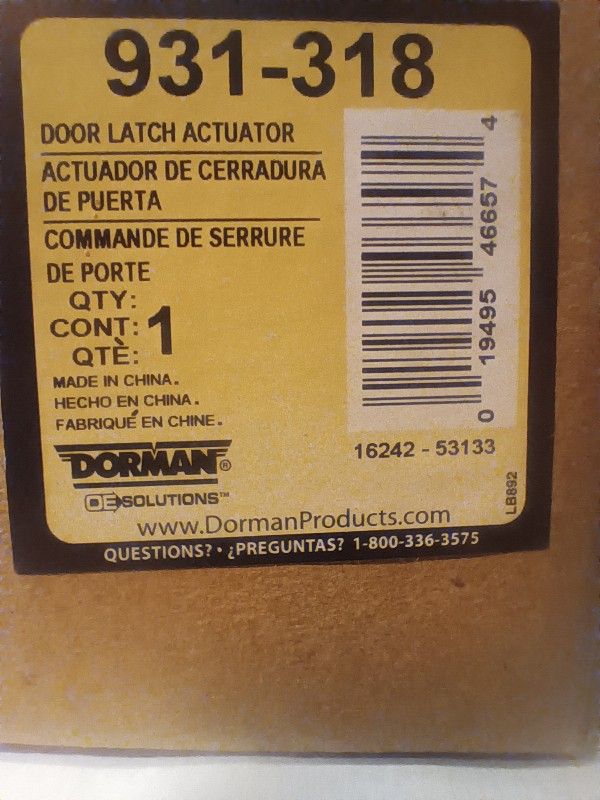 931-318
DOOR LATCH ACTUATOR
ACTUADOR DE CERRADURA
DE PUERTA
COMMANDE DE SERRURE
DE PORTE
QTY:
CONT: 1
QTÈ:
MADE IN CHINA.
HECHO EN CHINA.
FABRIQUÉ EN CHINE.
DORMAN®
OE SOLUTIONS™
0 19495 46657 4
16242 - 53133
LB892
www.DormanProducts.com
QUESTIONS? • ¿PREGUNTAS? 1-800-336-3575